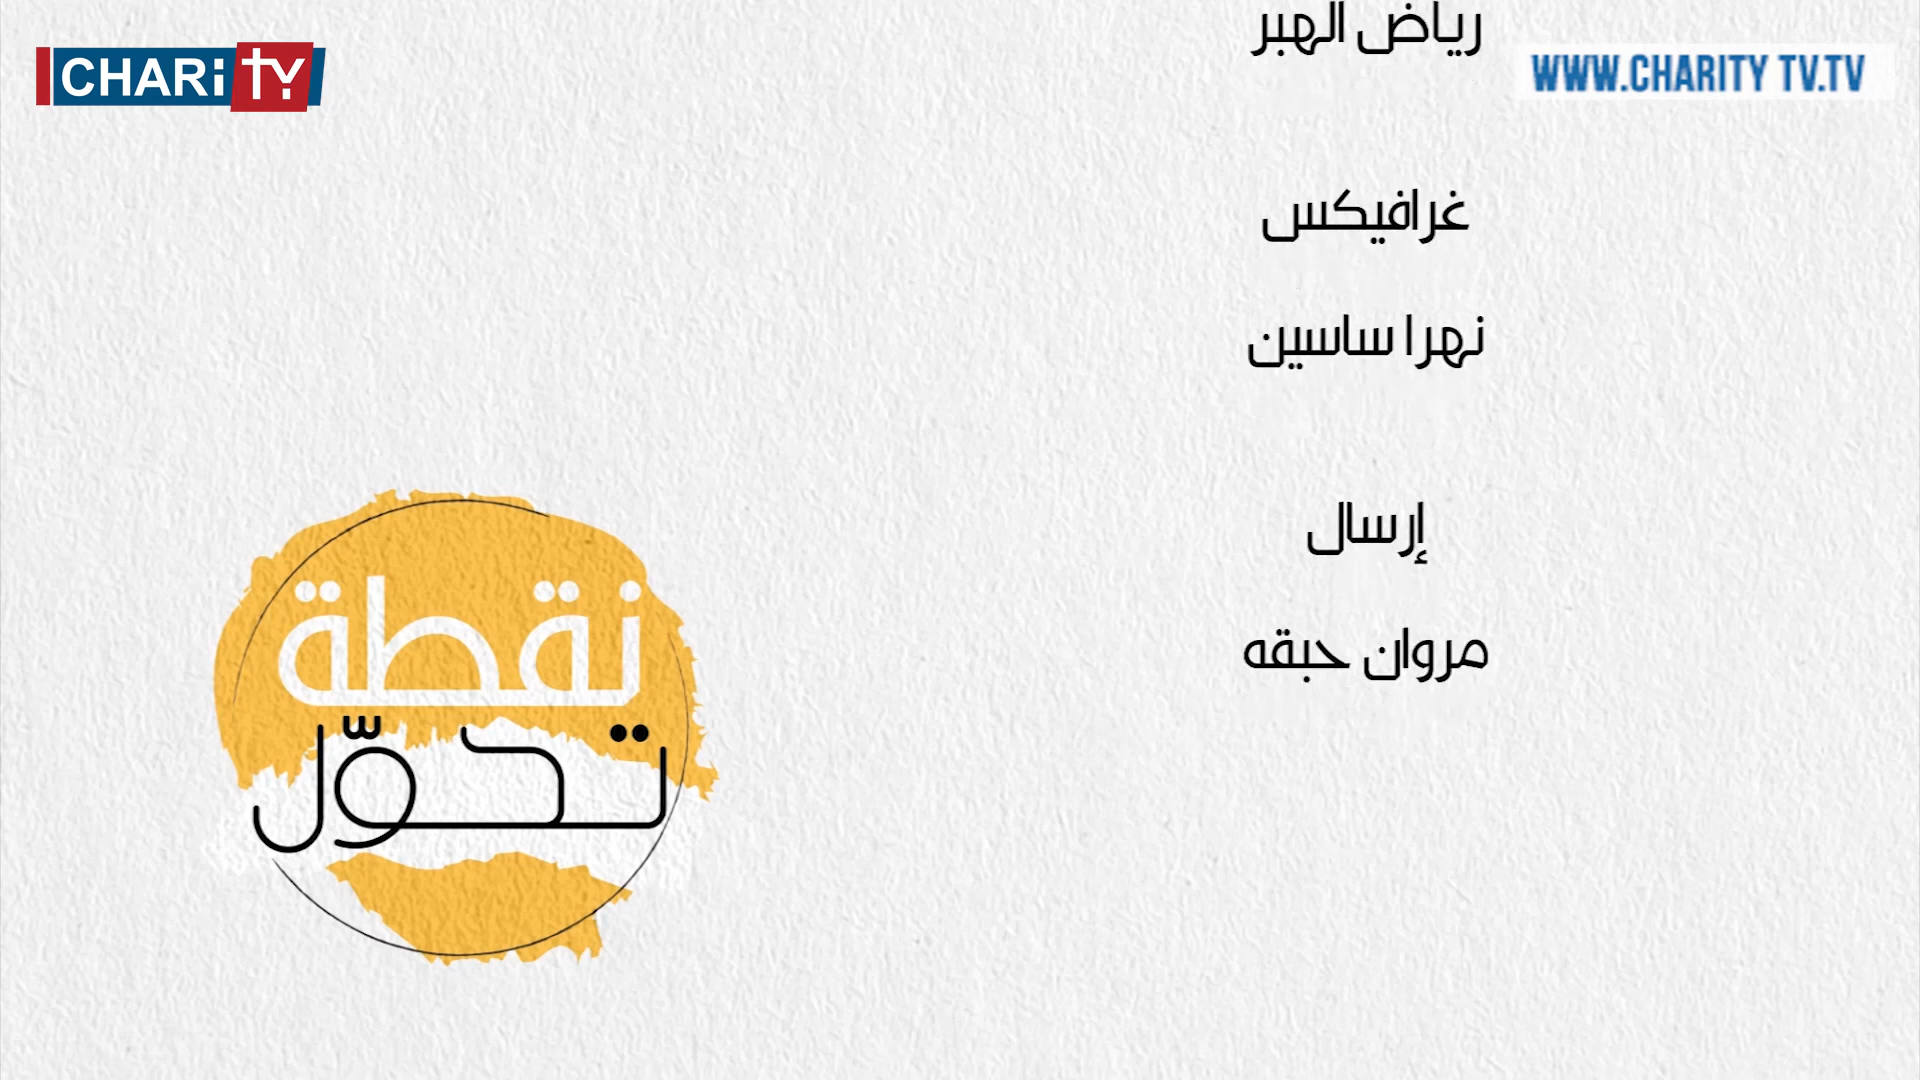 رياض الهبر
CHARiTY
WWW.CHARITY TV.TV
غرافيكس
نهرا ساسين
إرسال
مروان حبقه
نقطة
تحوّل